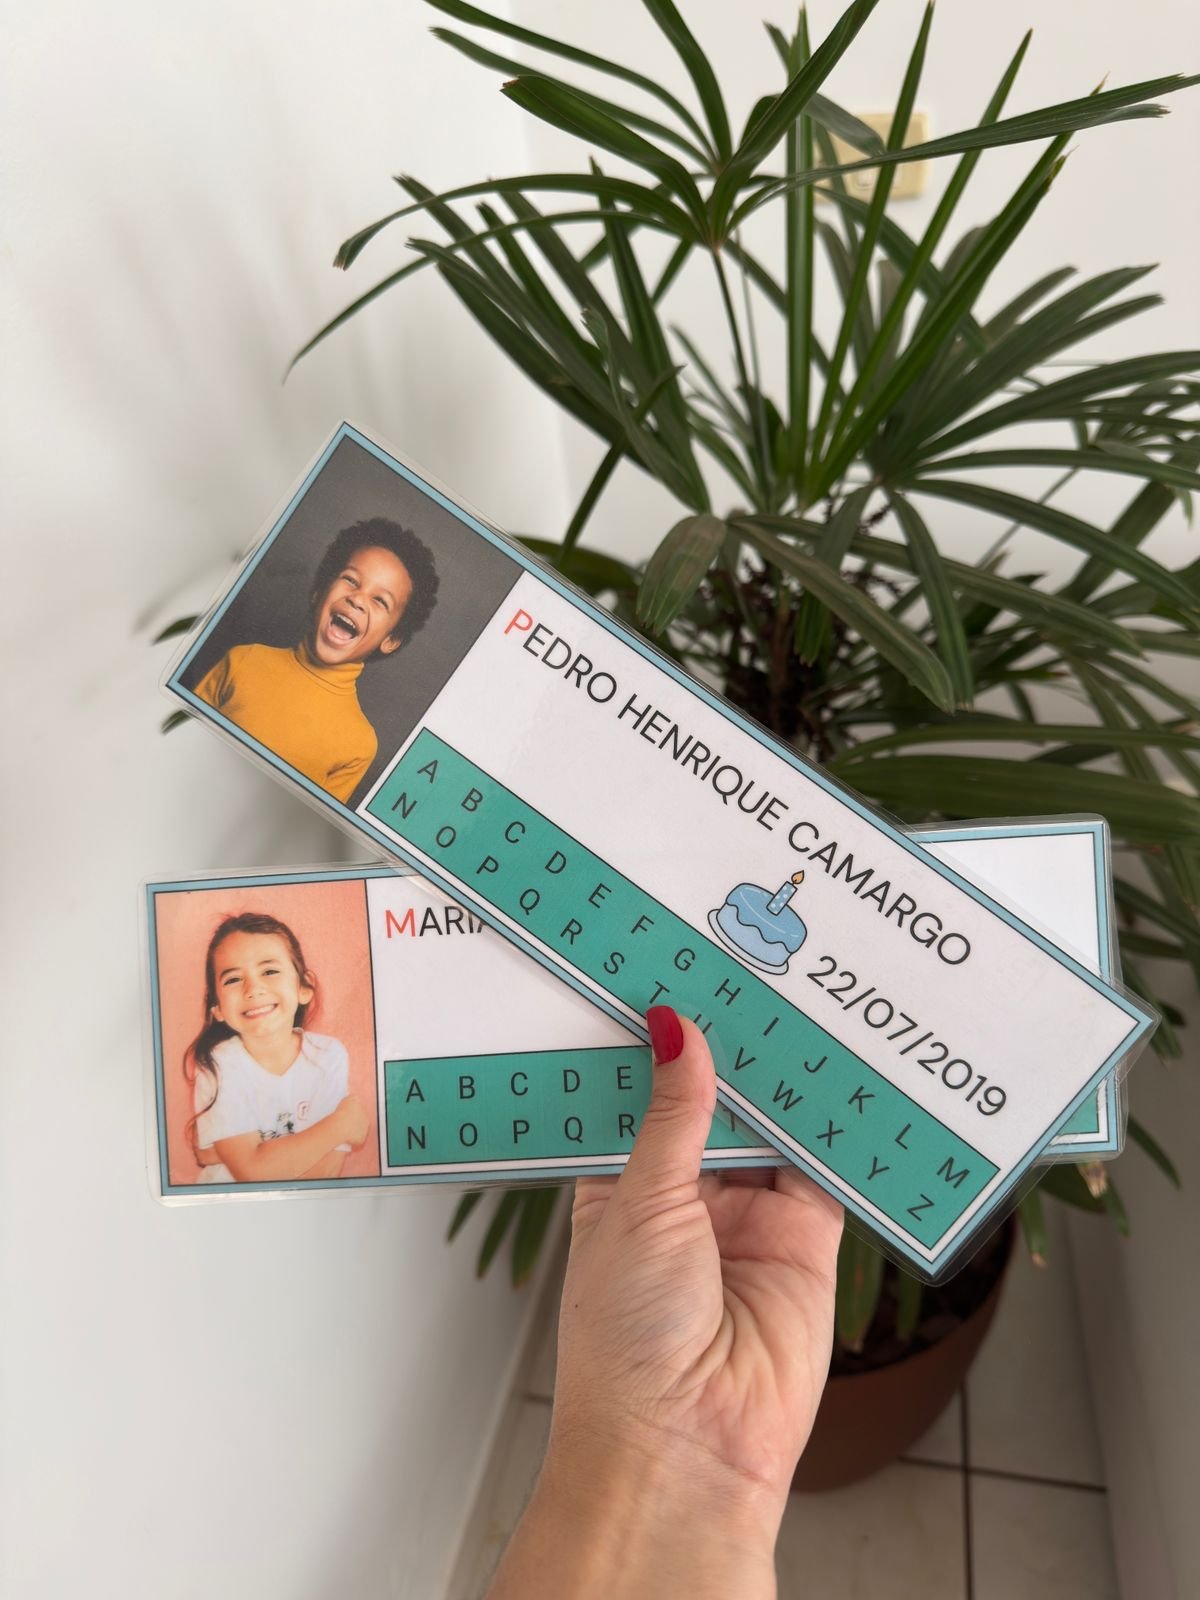 PEDRO HENRIQUE CAMARGO
22/07/2019
A B C D E F G H I J K L M
N O P Q R S T U V W X Y Z
MARIA
A B C D E
N O P Q R